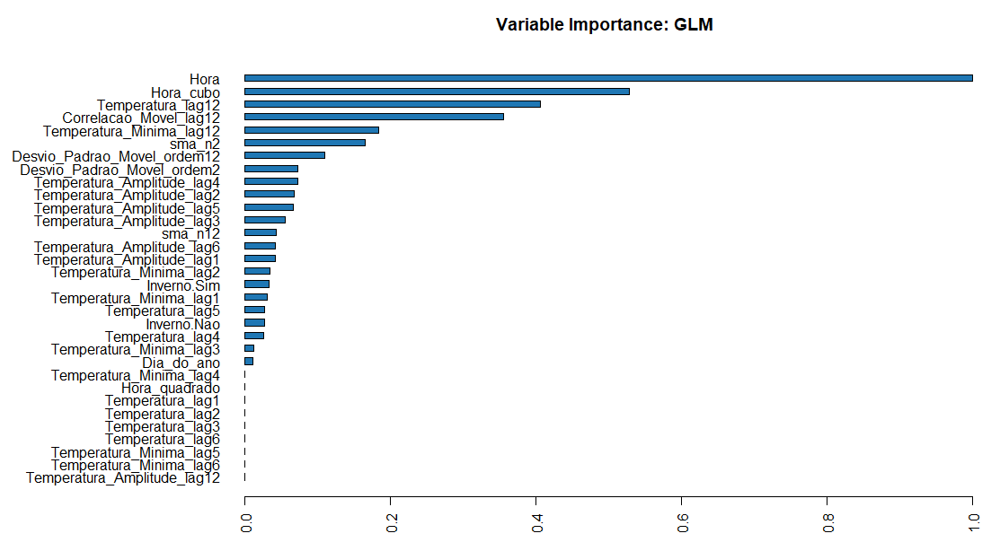 Variable Importance: GLM
Hora
Hora_cubo
Temperatura_lag12
Correlacao_Movel_lag12
Temperatura_Minima_lag12
sma_n2
Desvio_Padrao_Movel_ordem12
Desvio_Padrao_Movel_ordem2
Temperatura_Amplitude_lag4
Temperatura_Amplitude_lag2
Temperatura_Amplitude_lag5
Temperatura_Amplitude_lag3
sma_n12
Temperatura_Amplitude_lag6
Temperatura_Amplitude_lag1
Temperatura_Minima_lag2
Inverno.Sim
Temperatura_Minima_lag1
Temperatura_lag5
Inverno.Nao
Temperatura_lag4
Temperatura_Minima_lag3
Dia_do_ano
Temperatura_Minima_lag4
Hora_quadrado
Temperatura_lag1
Temperatura_lag2
Temperatura_lag3
Temperatura_lag6
Temperatura_Minima_lag5
Temperatura_Minima_lag6
Temperatura_Amplitude_lag12
0.0
0.2
0.4
0.6
0.8
1.0